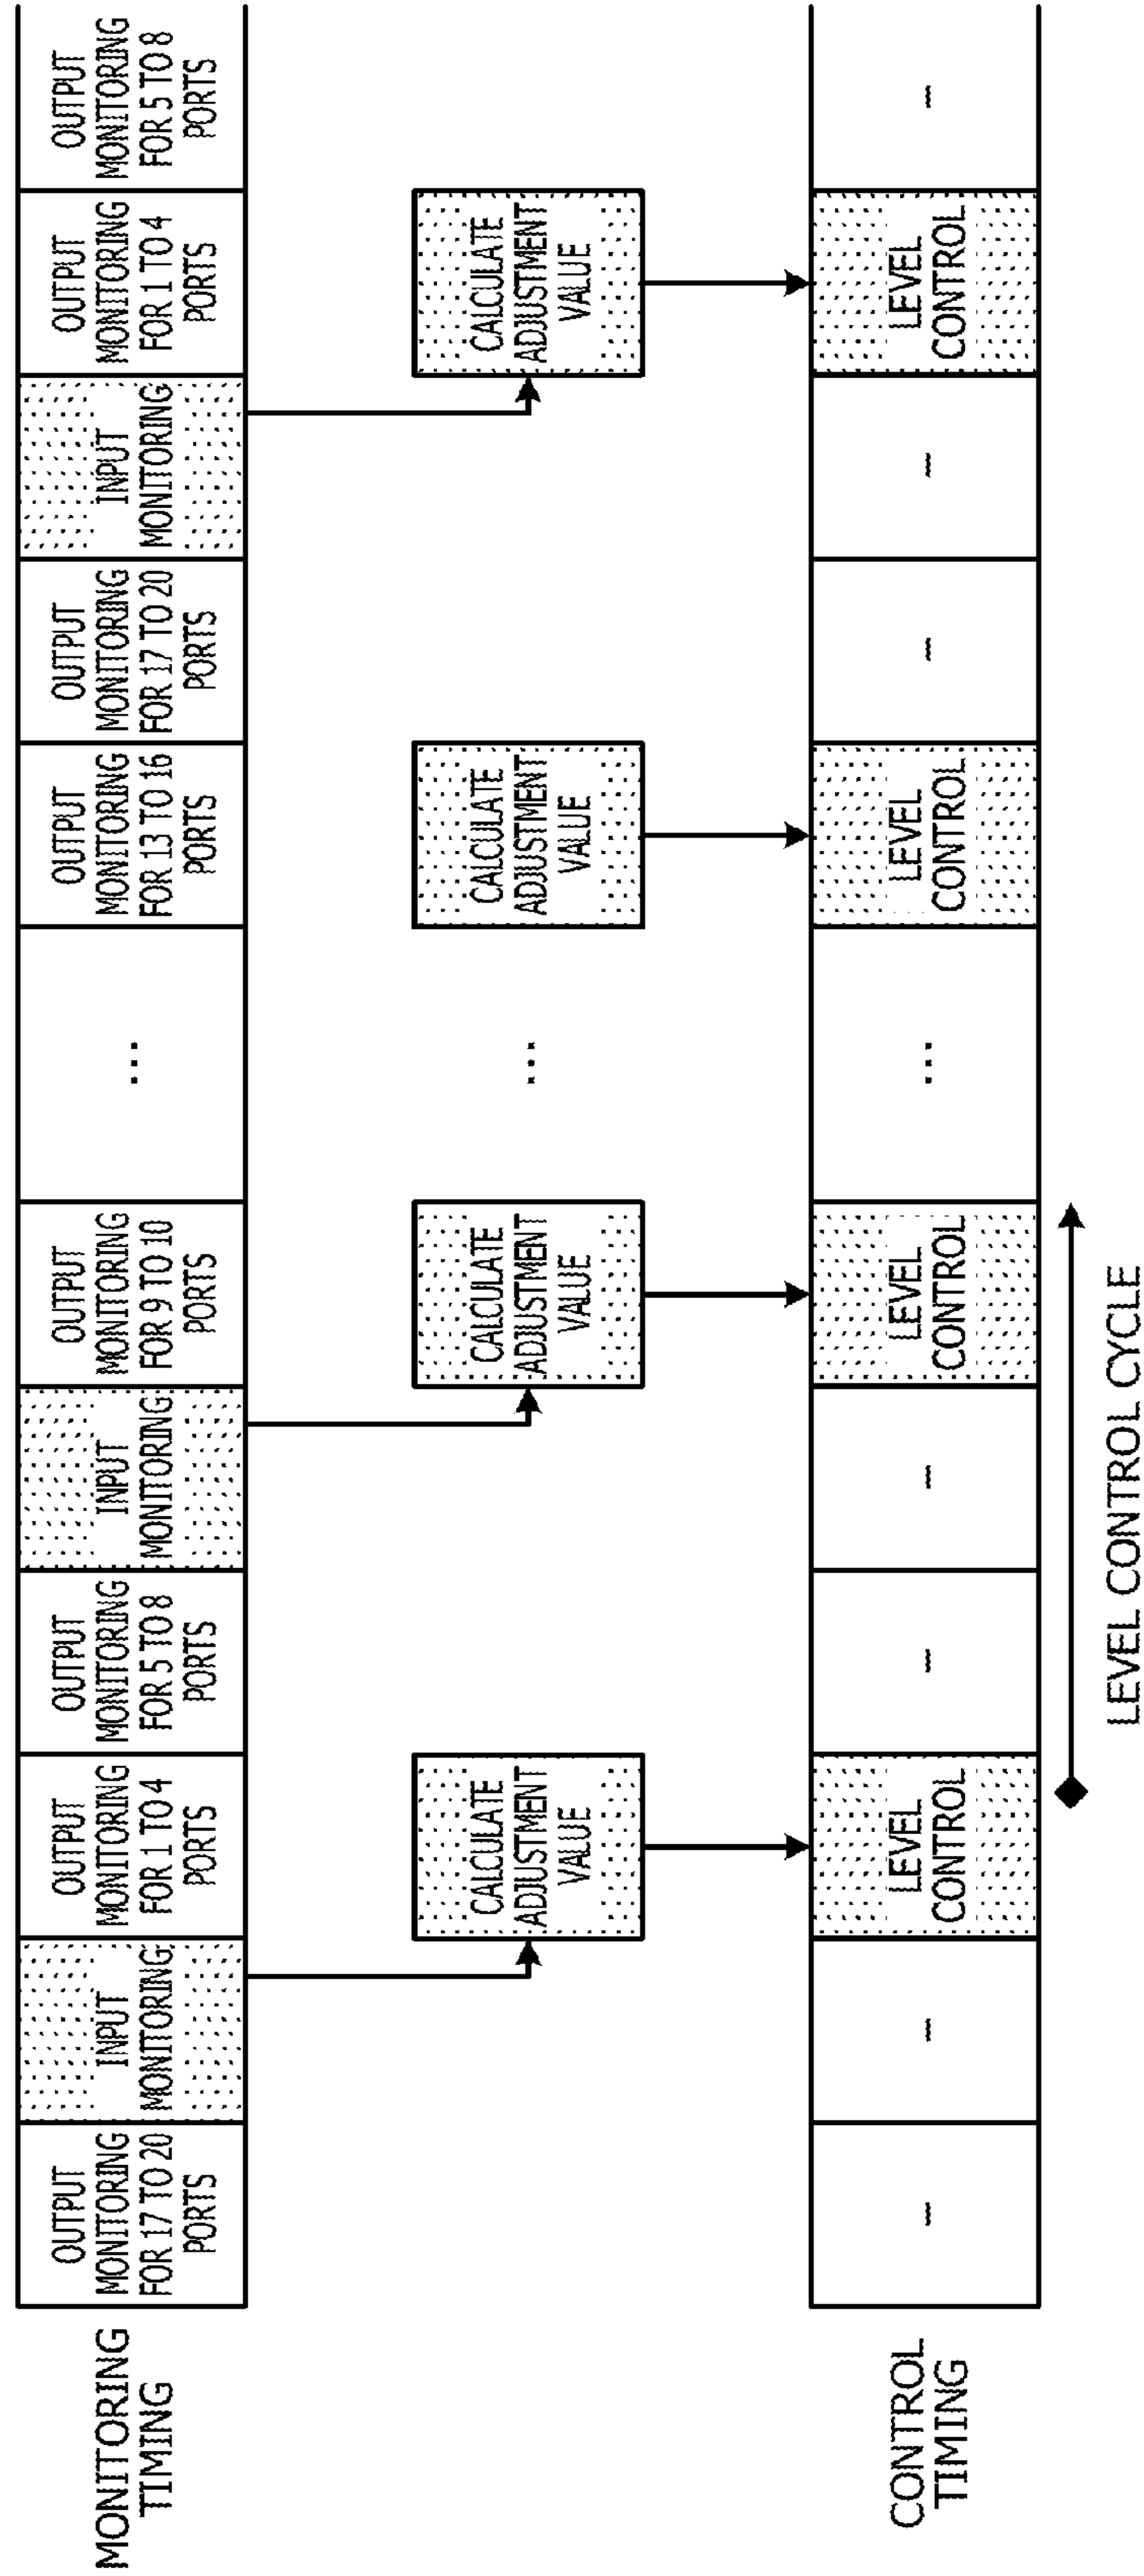 MONITORING
TIMING
OUTPUT
MONITORING
FOR 17 TO 20
PORTS
INPUT
MONITORING
OUTPUT
MONITORING
FOR 1 TO 4
PORTS
OUTPUT
MONITORING
FOR 5 TO 8
PORTS
INPUT
MONITORING
OUTPUT
MONITORING
FOR 9 TO 10
PORTS
...
OUTPUT
MONITORING
FOR 13 TO 16
PORTS
OUTPUT
MONITORING
FOR 17 TO 20
PORTS
INPUT
MONITORING
OUTPUT
MONITORING
FOR 1 TO 4
PORTS
OUTPUT
MONITORING
FOR 5 TO 8
PORTS
CALCULATE
ADJUSTMENT
VALUE
CALCULATE
ADJUSTMENT
VALUE
...
CALCULATE
ADJUSTMENT
VALUE
CALCULATE
ADJUSTMENT
VALUE
CONTROL
TIMING
–
–
LEVEL
CONTROL
–
–
LEVEL
CONTROL
...
LEVEL
CONTROL
–
–
LEVEL
CONTROL
–
LEVEL CONTROL CYCLE